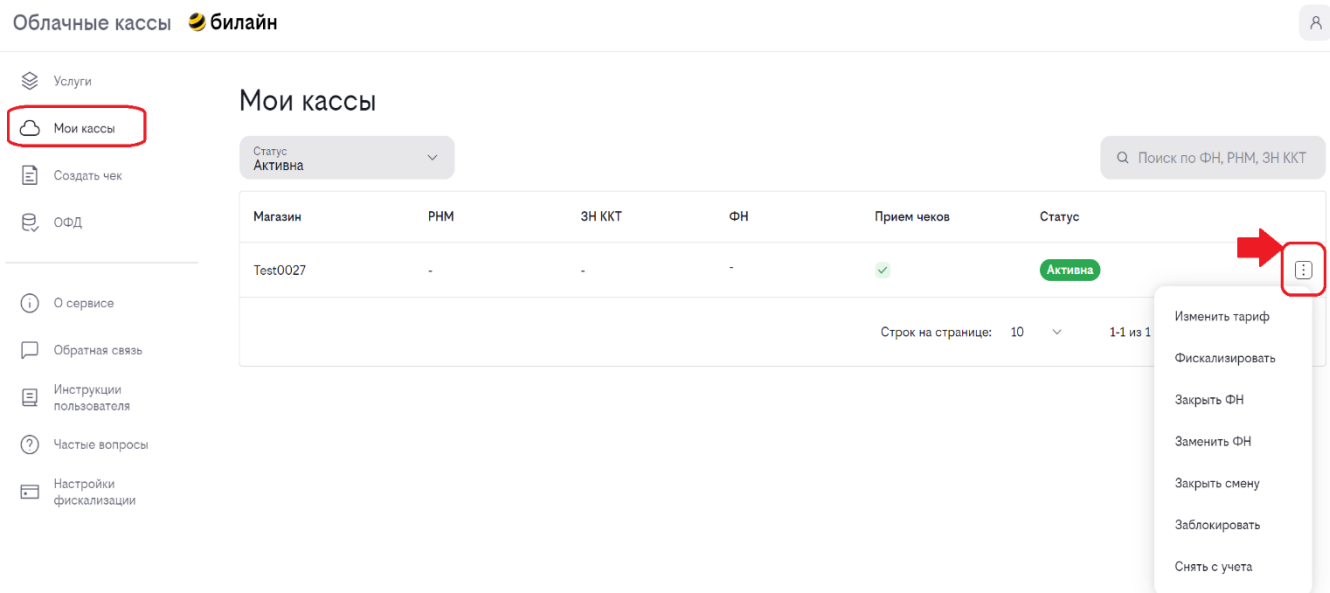 Облачные кассы билайн
Услуги
Мои кассы
Создать чек
ОФД
О сервисе
Обратная связь
Инструкции
пользователя
Частые вопросы
Настройки
фискализации
Мои кассы
Статус
Активна
Поиск по ФН, РНМ, ЗН ККТ
Магазин РНМ ЗН ККТ ФН Прием чеков Статус
Test0027 - - - Активна
Строк на странице: 10 1-1 из 1
Изменить тариф
Фискализировать
Закрыть ФН
Заменить ФН
Закрыть смену
Заблокировать
Снять с учета